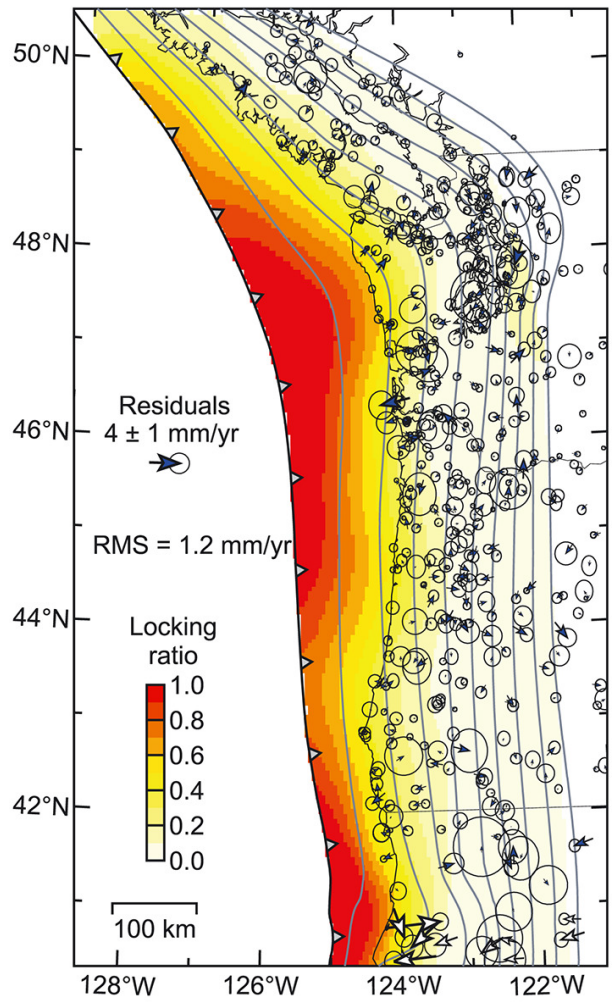 50°N
48°N
46°N
44°N
42°N
Residuals
4 ± 1 mm/yr
RMS = 1.2 mm/yr
Locking
ratio
1.0
0.8
0.6
0.4
0.2
0.0
100 km
128°W 126°W 124°W 122°W